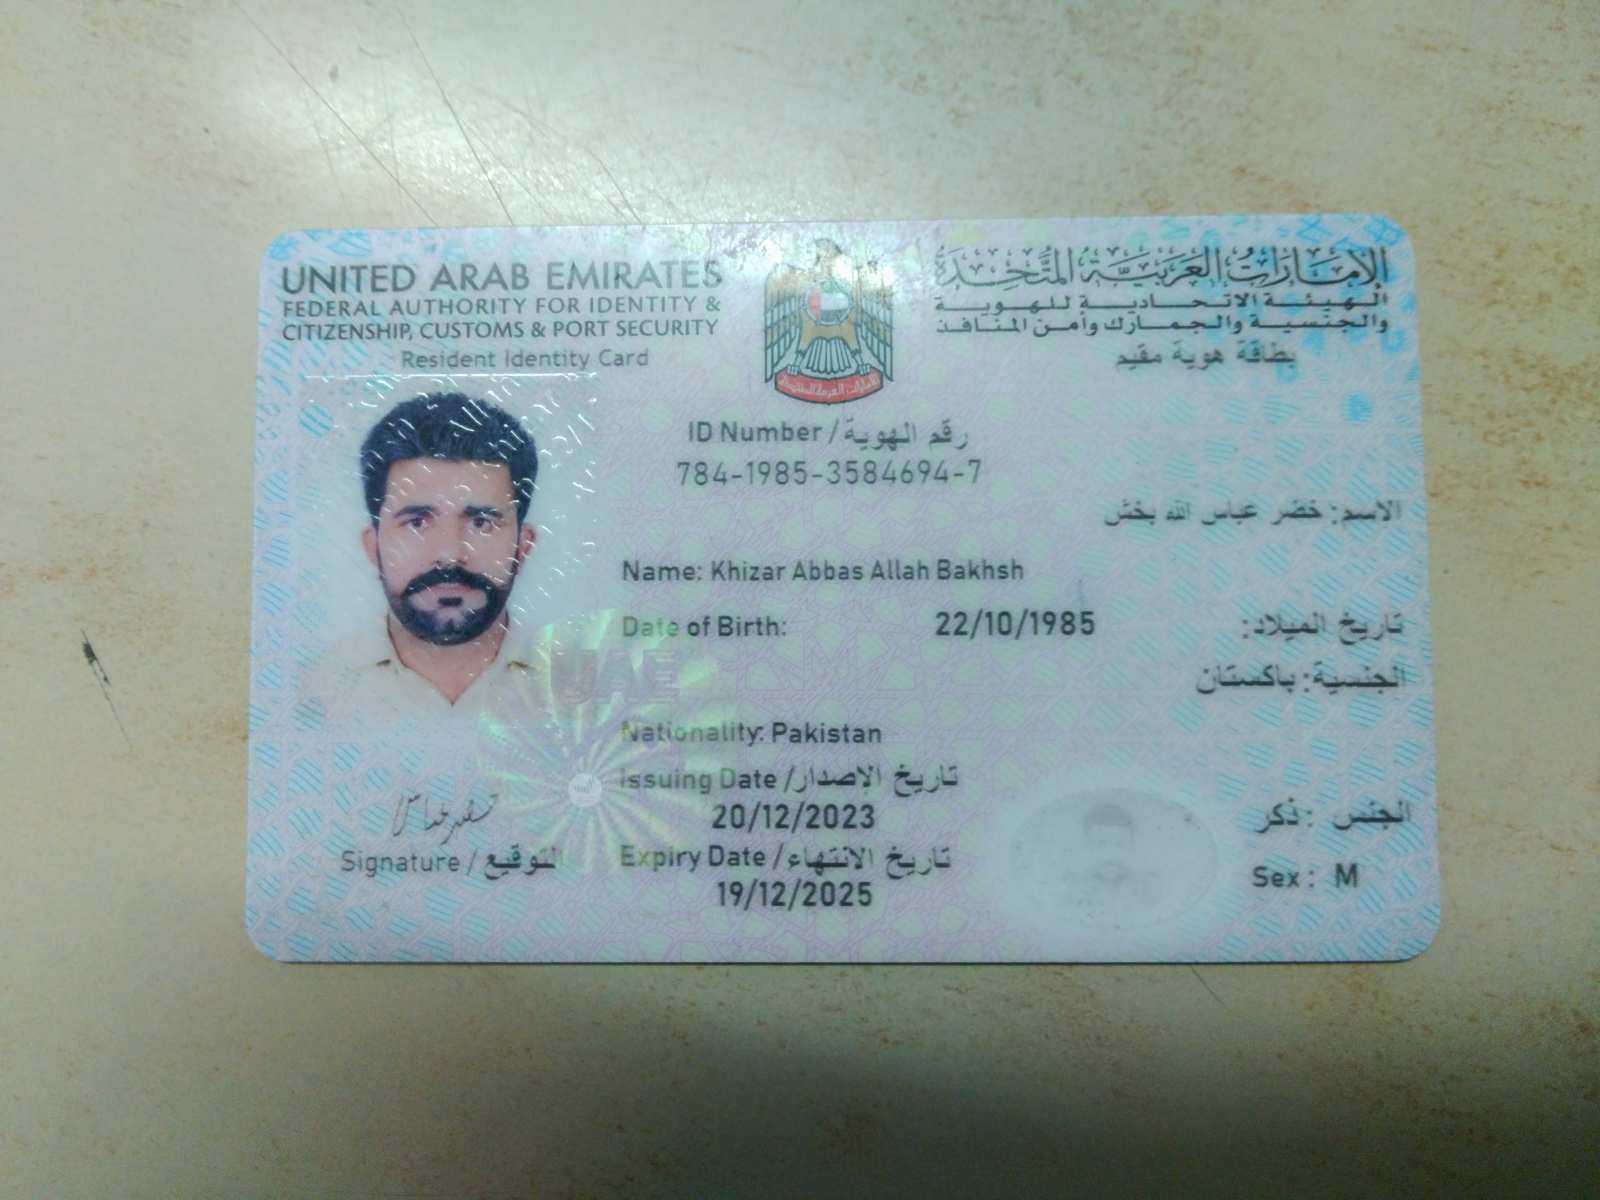 UNITED ARAB EMIRATES
FEDERAL AUTHORITY FOR IDENTITY &
CITIZENSHIP, CUSTOMS & PORT SECURITY
Resident Identity Card
الإمارات العربية المتحدة
الهيئة الاتحادية للهوية
والجنسية والجمارك وأمن المنافذ
بطاقة هوية مقيم
ID Number / رقم الهوية
784-1985-3584694-7
الاسم: خضر عباس الله بخش
Name: Khizar Abbas Allah Bakhsh
Date of Birth: 22/10/1985 تاريخ الميلاد:
الجنسية: باكستان
UAE
Nationality: Pakistan
Issuing Date / تاريخ الإصدار
20/12/2023
الجنس: ذكر
Expiry Date / تاريخ الانتهاء
19/12/2025
Sex: M
Signature / التوقيع